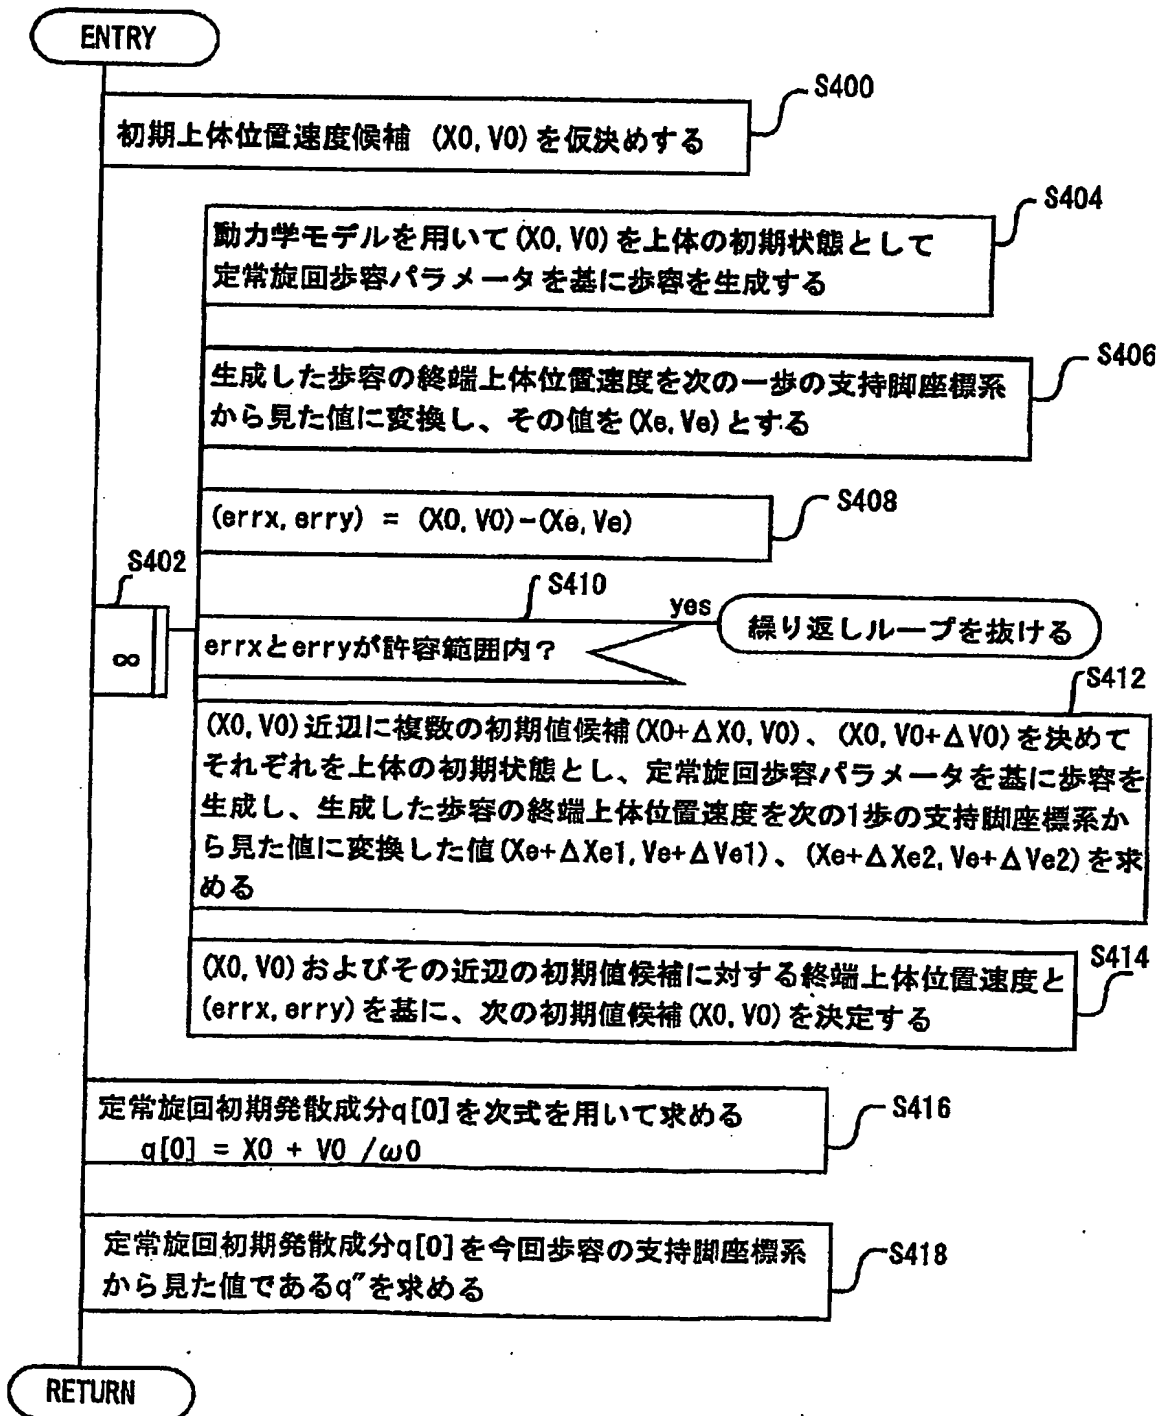 ENTRY
S400
初期上体位置速度候補 (X0, V0)を仮決めする
S404
動力学モデルを用いて(X0, V0)を上体の初期状態として
定常旋回歩容パラメータを基に歩容を生成する
S406
生成した歩容の終端上体位置速度を次の一歩の支持脚座標系
から見た値に変換し、その値を(Xe, Ve)とする
S408
(errx, erry) = (X0, V0)-(Xe, Ve)
S402
∞
S410
errxとerryが許容範囲内?
yes
繰り返しループを抜ける
S412
(X0, V0)近辺に複数の初期値候補(X0+ΔX0, V0)、(X0, V0+ΔV0)を決めて
それぞれを上体の初期状態とし、定常旋回歩容パラメータを基に歩容を
生成し、生成した歩容の終端上体位置速度を次の1歩の支持脚座標系か
ら見た値に変換した値(Xe+ΔXe1, Ve+ΔVe1)、(Xe+ΔXe2, Ve+ΔVe2)を求
める
S414
(X0, V0)およびその近辺の初期値候補に対する終端上体位置速度と
(errx, erry)を基に、次の初期値候補(X0, V0)を決定する
S416
定常旋回初期発散成分q[0]を次式を用いて求める
q[0] = X0 + V0 /ω0
S418
定常旋回初期発散成分q[0]を今回歩容の支持脚座標系
から見た値であるq″を求める
RETURN